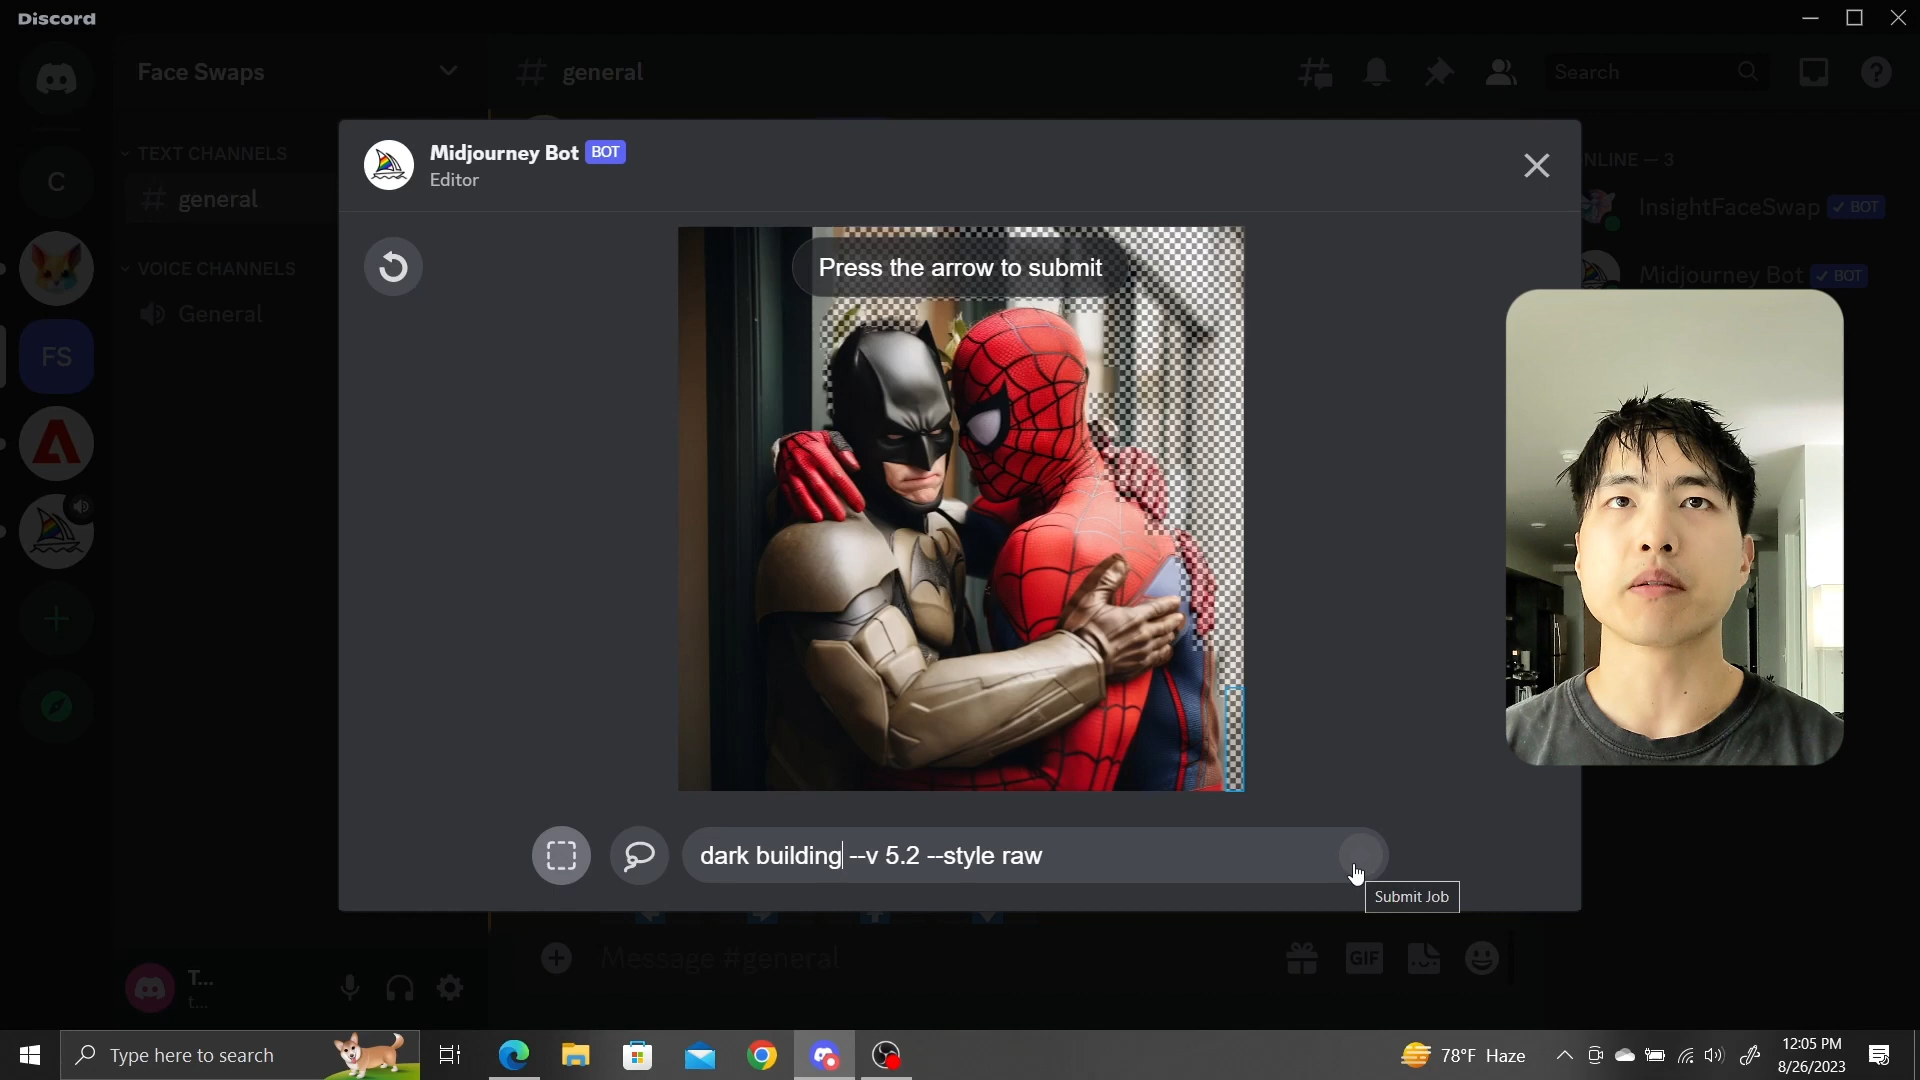 Discord
Face Swaps
general
Search
TEXT CHANNELS
general
VOICE CHANNELS
General
C
FS
Midjourney Bot BOT
Editor
Press the arrow to submit
dark building --v 5.2 --style raw
Submit Job
NLINE — 3
InsightFaceSwap ✓ BOT
Midjourney Bot ✓ BOT
Message #general
GIF
T...
t...
Type here to search
78°F Haze
12:05 PM
8/26/2023